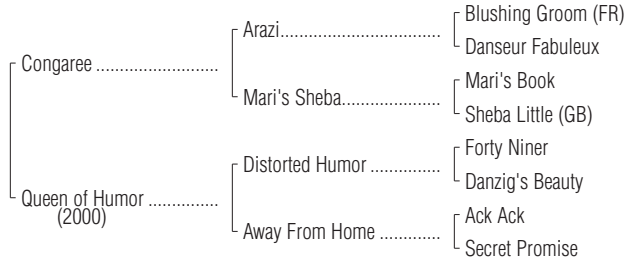 Blushing Groom (FR)
Arazi..................................
Danseur Fabuleux
Congaree ..........................
Mari's Book
Mari's Sheba.....................
Sheba Little (GB)
Forty Niner
Distorted Humor ...............
Danzig's Beauty
Queen of Humor ...............
(2000)
Ack Ack
Away From Home .............
Secret Promise